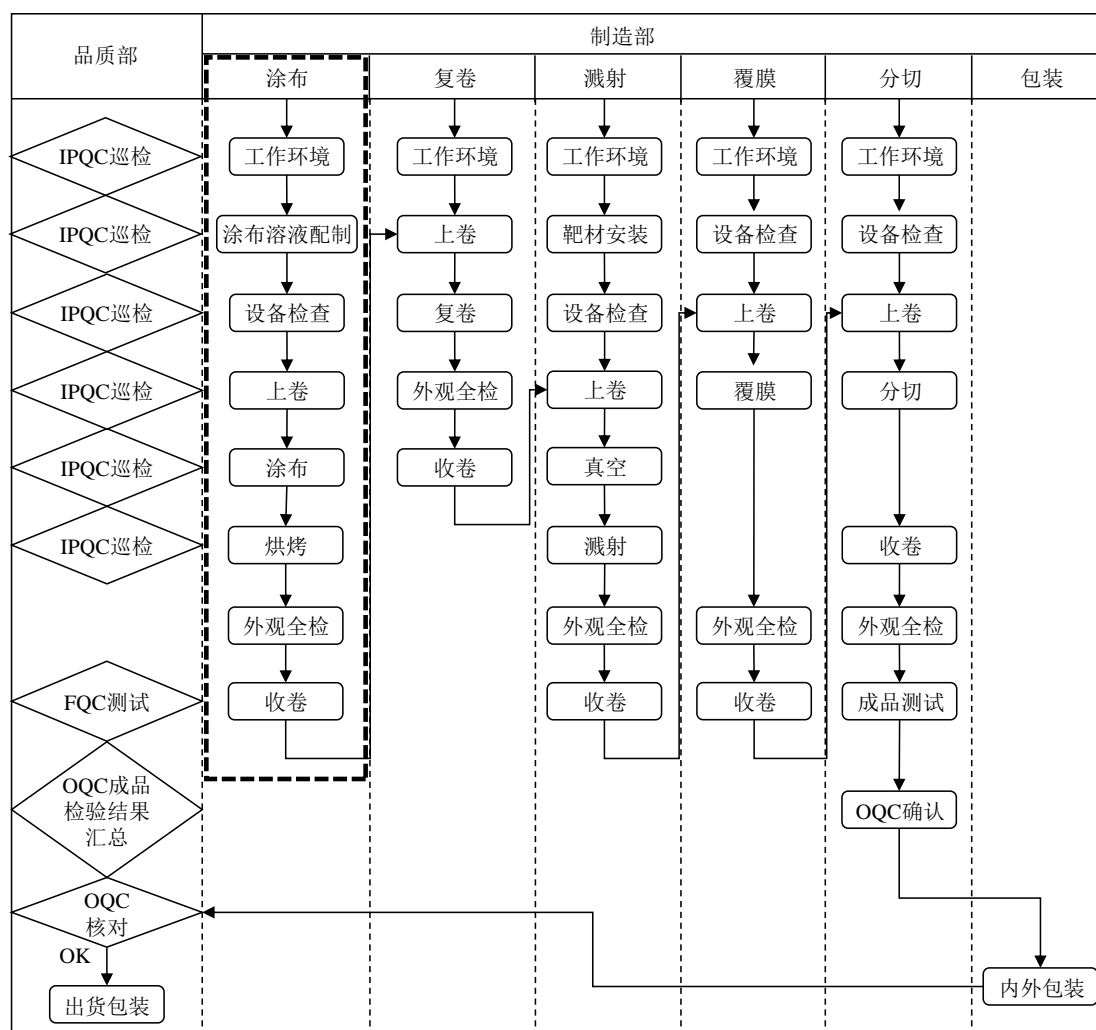 品质部
制造部
涂布
复卷
溅射
覆膜
分切
包装
IPQC巡检
工作环境
工作环境
工作环境
工作环境
工作环境
IPQC巡检
涂布溶液配制
上卷
靶材安装
设备检查
设备检查
IPQC巡检
设备检查
复卷
设备检查
上卷
上卷
IPQC巡检
上卷
外观全检
上卷
覆膜
分切
IPQC巡检
涂布
收卷
真空
IPQC巡检
烘烤
溅射
收卷
外观全检
外观全检
外观全检
外观全检
FQC测试
收卷
收卷
收卷
成品测试
OQC成品
检验结果
汇总
OQC确认
OQC
核对
OK
出货包装
内外包装